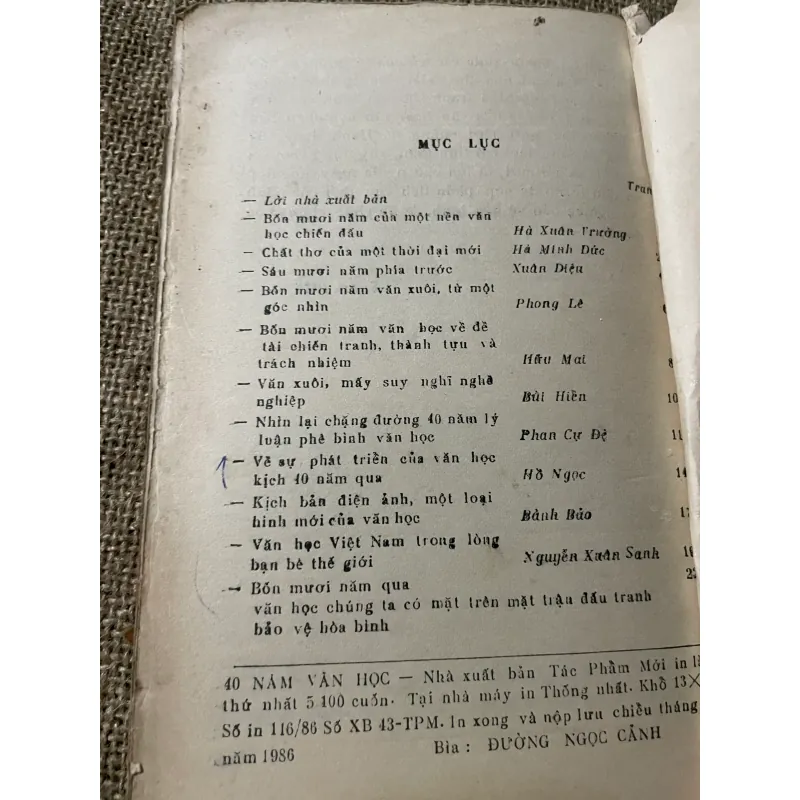 MỤC LỤC
Tran
— Lời nhà xuất bản
— Bốn mươi năm của một nền văn
học chiến đấu Hà Xuân Trường
— Chất thơ của một thời đại mới Hà Minh Đức
— Sáu mươi năm phía trước Xuân Diệu
— Bốn mươi năm văn xuôi, từ một
góc nhìn Phong Lê
— Bốn mươi năm văn học về đề
tài chiến tranh, thành tựu và
trách nhiệm Hữu Mai 8
— Văn xuôi, mấy suy nghĩ nghề
nghiệp Bùi Hiển 10
— Nhìn lại chặng đường 40 năm lý
luận phê bình văn học Phan Cự Đệ 11
— Về sự phát triển của văn học
kịch 40 năm qua Hồ Ngọc 14
— Kịch bản điện ảnh, một loại
hình mới của văn học Bành Bảo 17
— Văn học Việt Nam trong lòng
bạn bè thế giới Nguyễn Xuân Sanh 19
— Bốn mươi năm qua 22
văn học chúng ta có mặt trên mặt trận đấu tranh
bảo vệ hòa bình
40 NĂM VĂN HỌC — Nhà xuất bản Tác Phẩm Mới in
thứ nhất 5 100 cuốn. Tại nhà máy in Thống nhất. Khổ 13×
Số in 116/86 Số XB 43-TPM. In xong và nộp lưu chiều tháng
năm 1986 Bìa : ĐƯỜNG NGỌC CẢNH